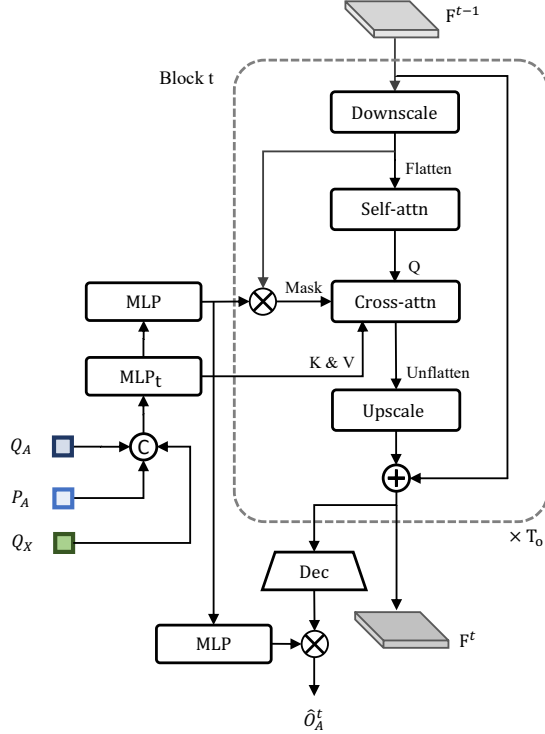 F^{t−1}
Block t
Downscale
Flatten
Self-attn
Q
MLP
Mask
Cross-attn
MLP_t
K & V
Unflatten
Upscale
Q_A
C
P_A
Q_X
× T_o
Dec
MLP
F^t
Ô_A^t